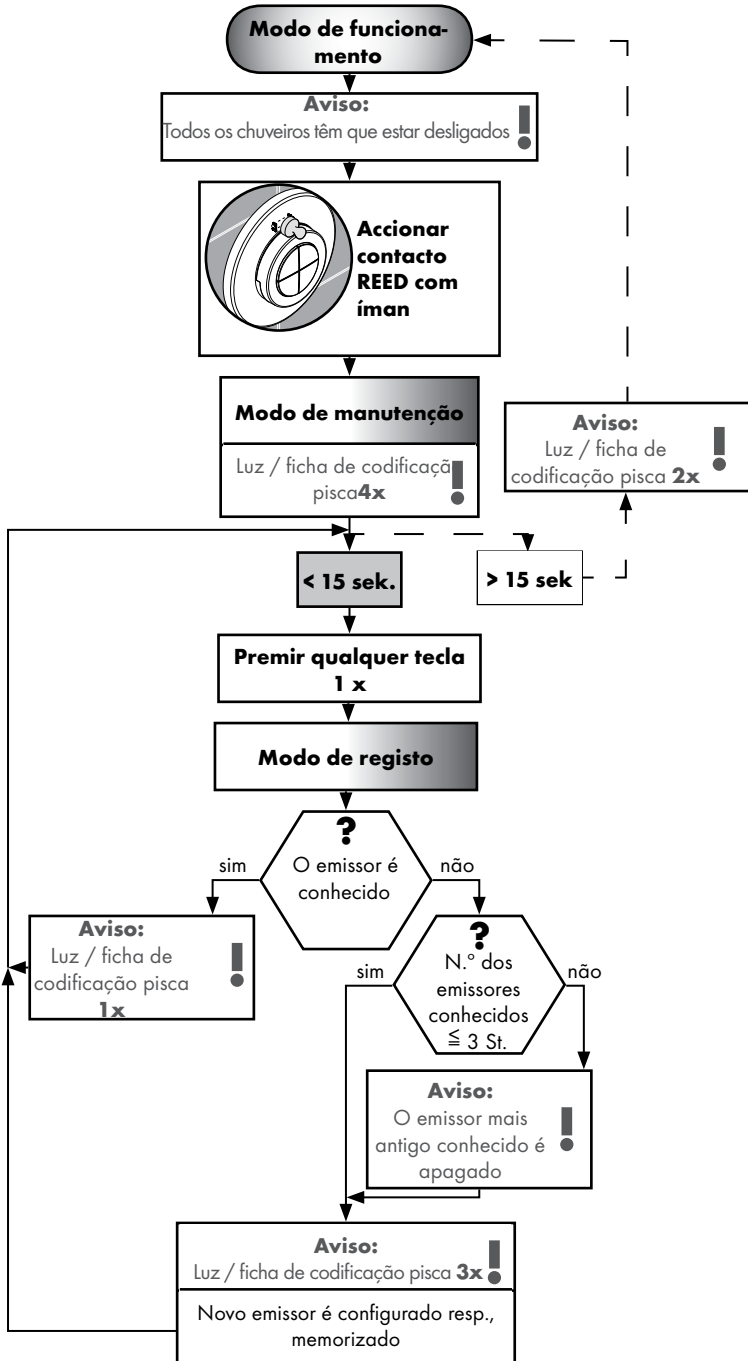 Modo de funciona-
mento
Aviso:
Todos os chuveiros têm que estar desligados
Accionar
contacto
REED com
íman
Modo de manutenção
Luz / ficha de codificaçã
pisca4x
Aviso:
Luz / ficha de
codificação pisca 2x
< 15 sek.
> 15 sek
Premir qualquer tecla
1 x
Modo de registo
?
O emissor é
conhecido
sim
não
Aviso:
Luz / ficha de
codificação pisca
1x
?
N.º dos
emissores
conhecidos
≦ 3 St.
sim
não
Aviso:
O emissor mais
antigo conhecido é
apagado
Aviso:
Luz / ficha de codificação pisca 3x
Novo emissor é configurado resp.,
memorizado